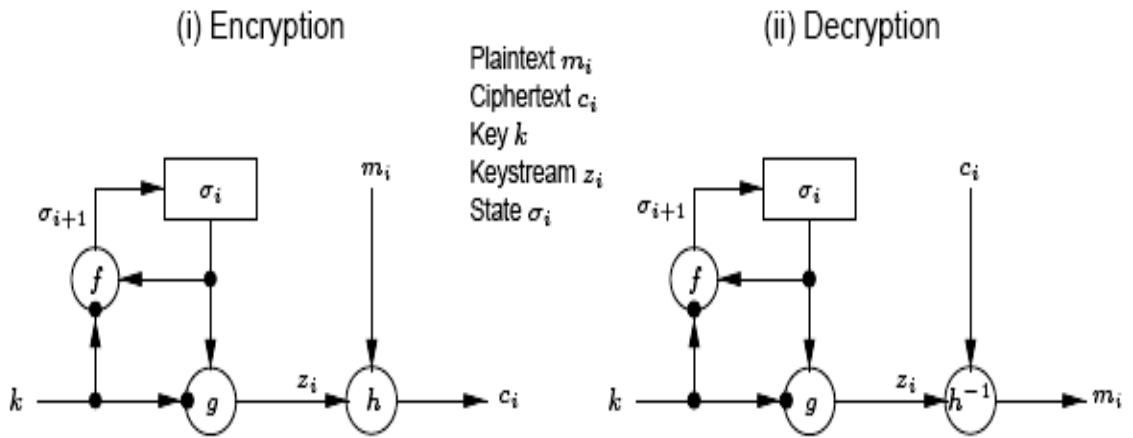 (i) Encryption
(ii) Decryption
Plaintext m_i
Ciphertext c_i
Key k
Keystream z_i
State σ_i
σ_i
m_i
σ_{i+1}
f
k
g
z_i
h
c_i
σ_i
c_i
σ_{i+1}
f
k
g
z_i
h^{-1}
m_i